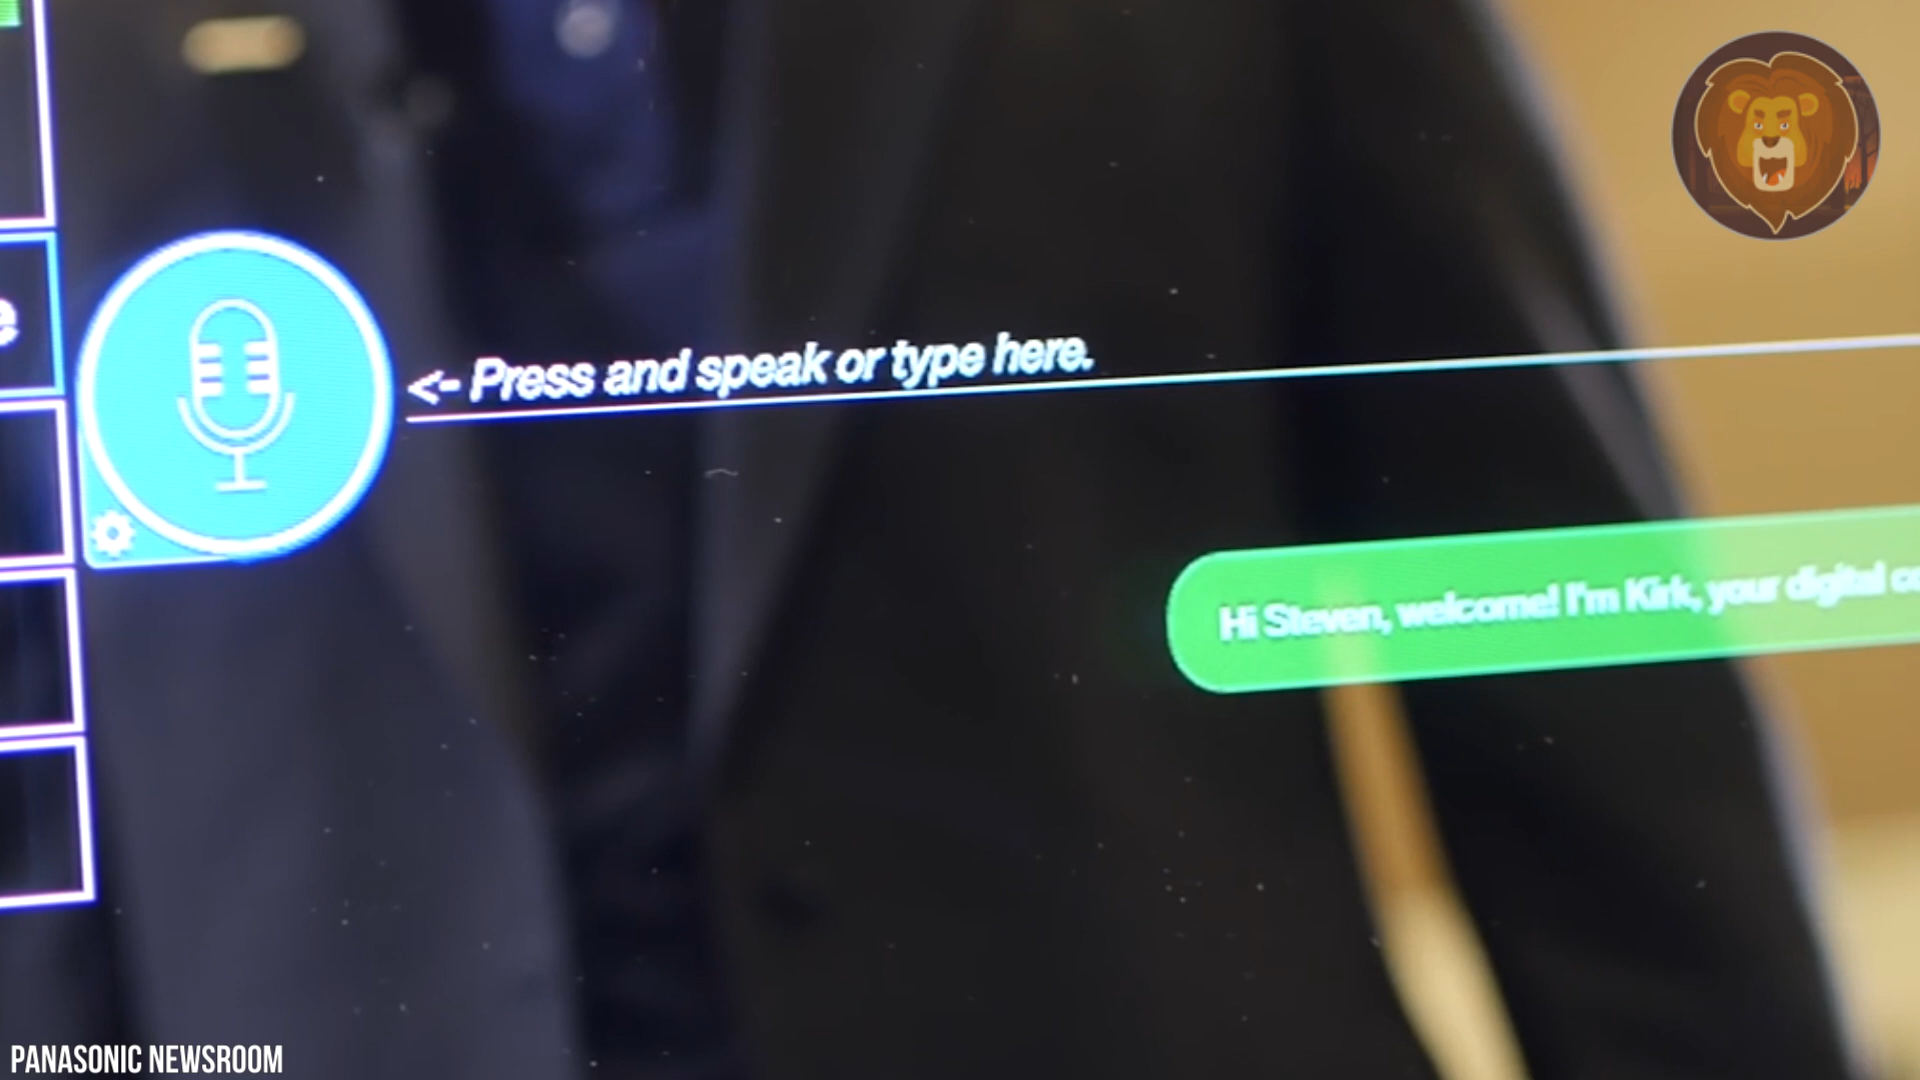 <- Press and speak or type here.
Hi Steven, welcome! I'm Kirk, your digital
PANASONIC NEWSROOM